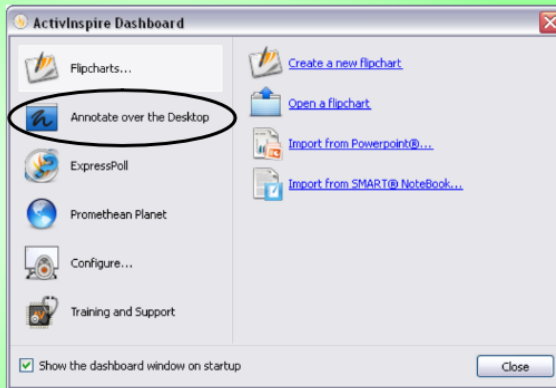 ActivInspire Dashboard
Flipcharts...
Annotate over the Desktop
ExpressPoll
Promethean Planet
Configure...
Training and Support
Create a new flipchart
Open a flipchart
Import from Powerpoint®...
Import from SMART® NoteBook...
Show the dashboard window on startup
Close